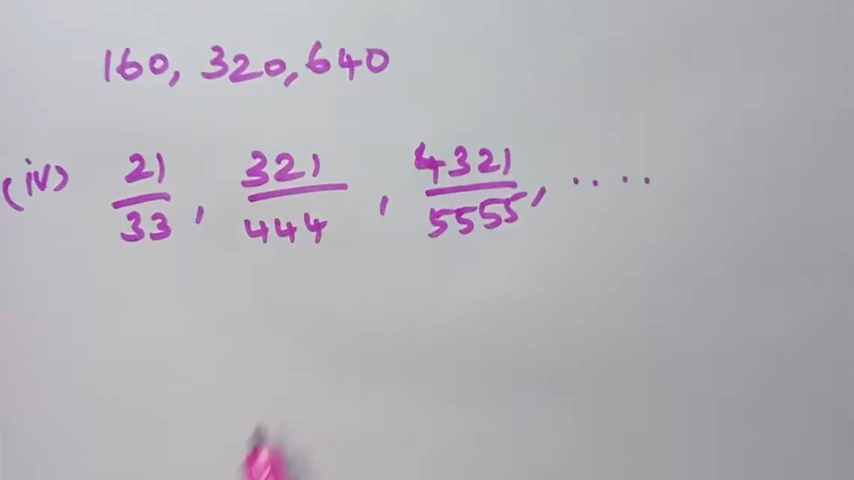 160, 320, 640
(iv) 21/33, 321/444, 4321/5555, ....